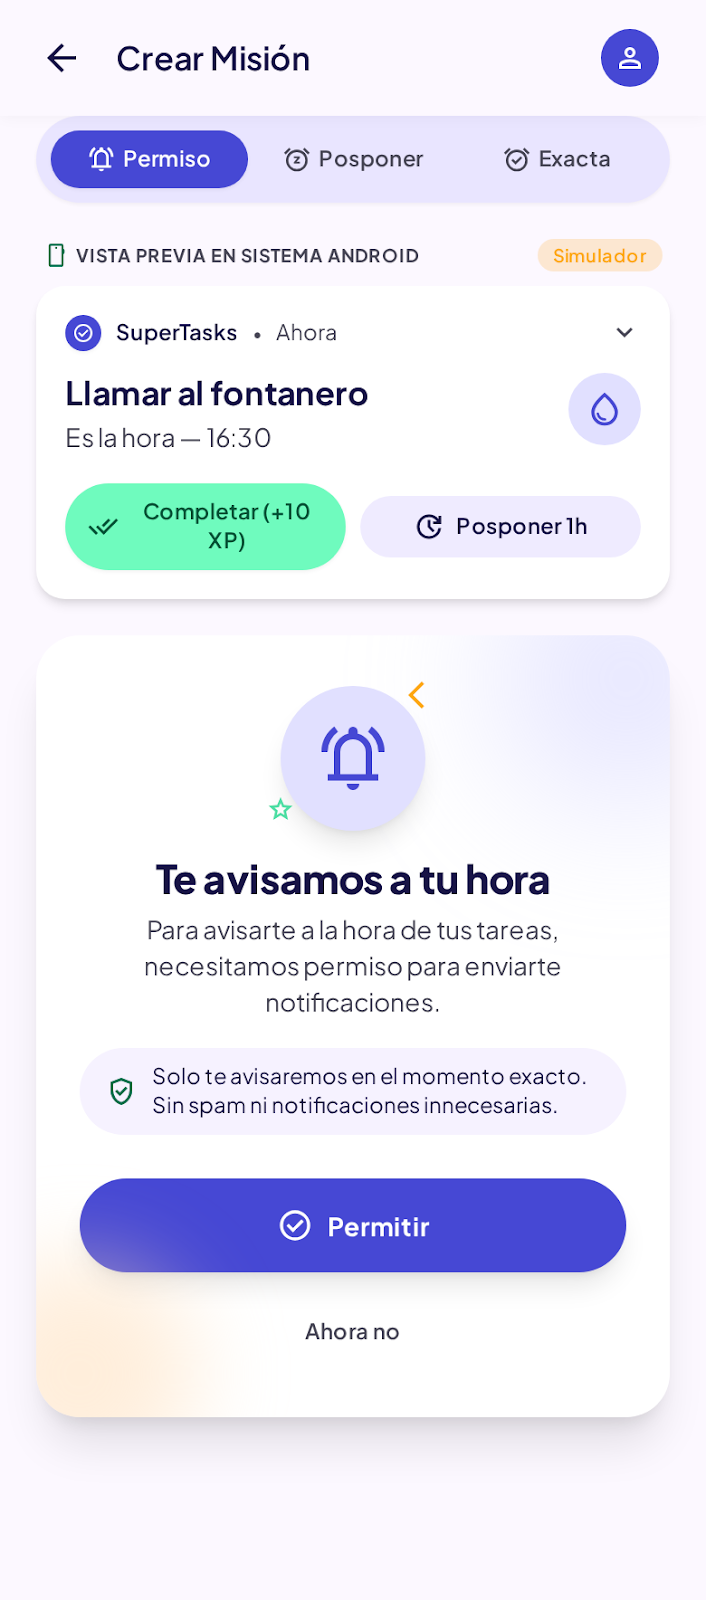 Crear Misión
Permiso
Posponer
Exacta
VISTA PREVIA EN SISTEMA ANDROID
Simulador
SuperTasks • Ahora
Llamar al fontanero
Es la hora — 16:30
Completar (+10
XP)
Posponer 1h
Te avisamos a tu hora
Para avisarte a la hora de tus tareas,
necesitamos permiso para enviarte
notificaciones.
Solo te avisaremos en el momento exacto.
Sin spam ni notificaciones innecesarias.
Permitir
Ahora no